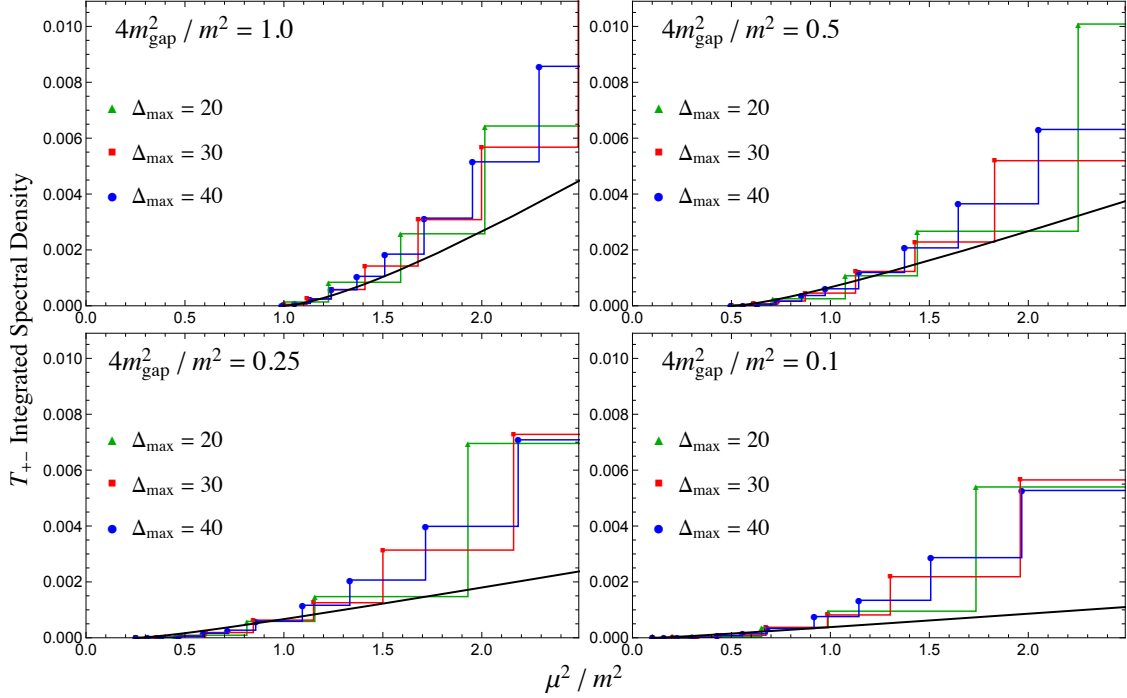 4m²gap / m² = 1.0
Δmax = 20
Δmax = 30
Δmax = 40
0.010
0.008
0.006
0.004
0.002
0.000
0.0 0.5 1.0 1.5 2.0
4m²gap / m² = 0.5
Δmax = 20
Δmax = 30
Δmax = 40
0.010
0.008
0.006
0.004
0.002
0.000
0.0 0.5 1.0 1.5 2.0
4m²gap / m² = 0.25
Δmax = 20
Δmax = 30
Δmax = 40
0.010
0.008
0.006
0.004
0.002
0.000
0.0 0.5 1.0 1.5 2.0
4m²gap / m² = 0.1
Δmax = 20
Δmax = 30
Δmax = 40
0.010
0.008
0.006
0.004
0.002
0.000
0.0 0.5 1.0 1.5 2.0
T+− Integrated Spectral Density
μ² / m²